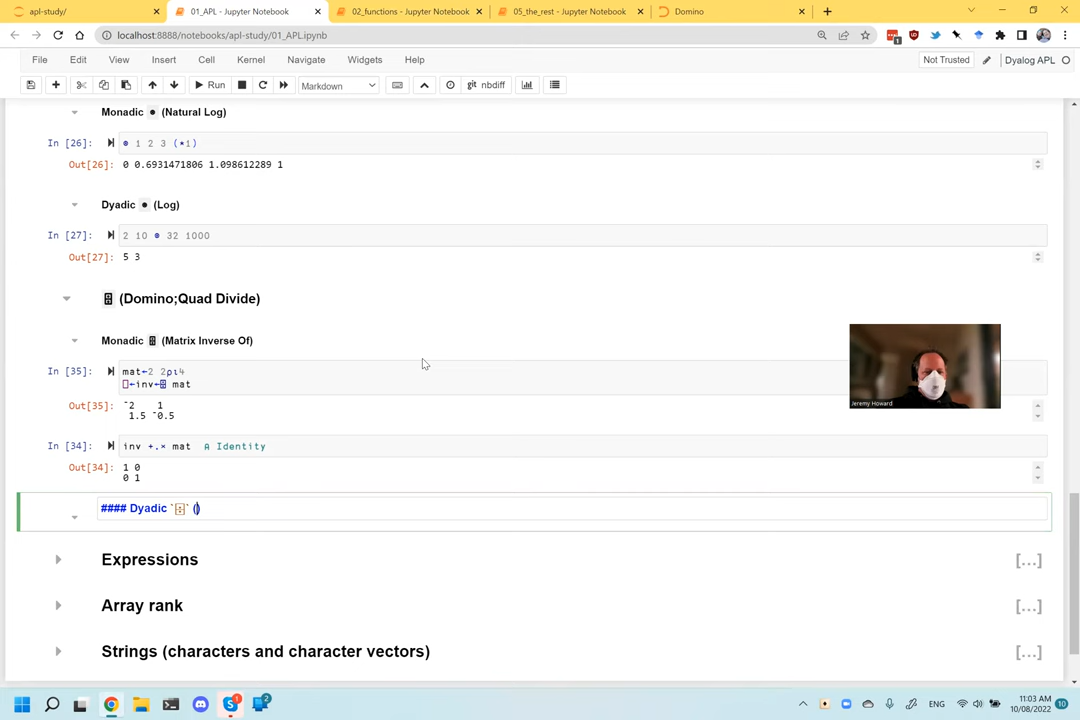 apl-study/
01_APL - Jupyter Notebook
02_functions - Jupyter Notebook
05_the_rest - Jupyter Notebook
Domino
localhost:8888/notebooks/apl-study/01_APL.ipynb
File Edit View Insert Cell Kernel Navigate Widgets Help
Not Trusted
Dyalog APL
Run
Markdown
nbdiff
Monadic ⍟ (Natural Log)
In [26]: ⍟ 1 2 3 (*1)
Out[26]: 0 0.6931471806 1.098612289 1
Dyadic ⍟ (Log)
In [27]: 2 10 ⍟ 32 1000
Out[27]: 5 3
⌹ (Domino;Quad Divide)
Monadic ⌹ (Matrix Inverse Of)
In [35]: mat←2 2⍴⍳4
⎕←inv←⌹ mat
Out[35]: ¯2 1
1.5 ¯0.5
In [34]: inv +.× mat ⍝ Identity
Out[34]: 1 0
0 1
#### Dyadic `⌹` ()
Expressions
[...]
Array rank
[...]
Strings (characters and character vectors)
[...]
Jeremy Howard
ENG
11:03 AM
10/08/2022